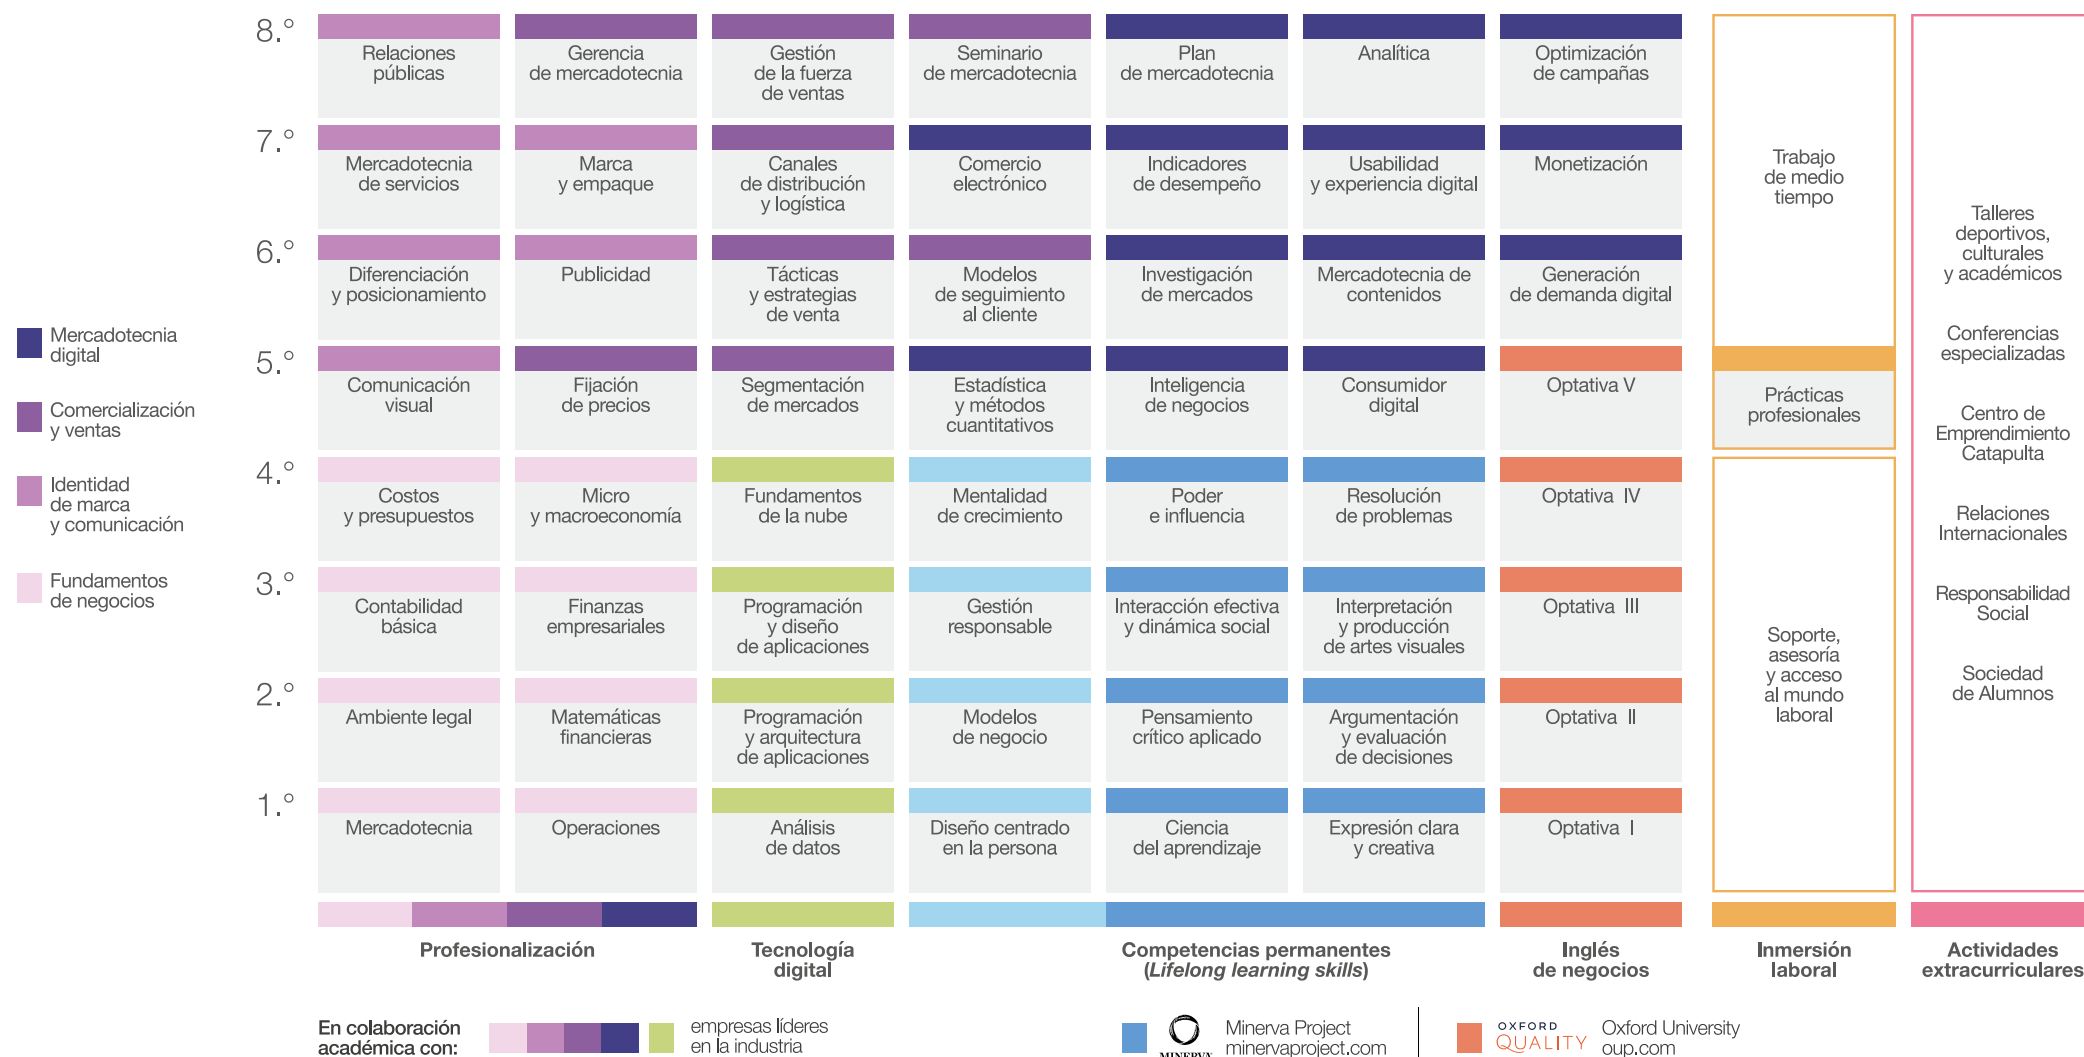 8.°
Relaciones
públicas
Gerencia
de mercadotecnia
Gestión
de la fuerza
de ventas
Seminario
de mercadotecnia
Plan
de mercadotecnia
Analítica
Optimización
de campañas
7.°
Mercadotecnia
de servicios
Marca
y empaque
Canales
de distribución
y logística
Comercio
electrónico
Indicadores
de desempeño
Usabilidad
y experiencia digital
Monetización
6.°
Diferenciación
y posicionamiento
Publicidad
Tácticas
y estrategias
de venta
Modelos
de seguimiento
al cliente
Investigación
de mercados
Mercadotecnia de
contenidos
Generación
de demanda digital
5.°
Comunicación
visual
Fijación
de precios
Segmentación
de mercados
Estadística
y métodos
cuantitativos
Inteligencia
de negocios
Consumidor
digital
Optativa V
4.°
Costos
y presupuestos
Micro
y macroeconomía
Fundamentos
de la nube
Mentalidad
de crecimiento
Poder
e influencia
Resolución
de problemas
Optativa IV
3.°
Contabilidad
básica
Finanzas
empresariales
Programación
y diseño
de aplicaciones
Gestión
responsable
Interacción efectiva
y dinámica social
Interpretación
y producción
de artes visuales
Optativa III
2.°
Ambiente legal
Matemáticas
financieras
Programación
y arquitectura
de aplicaciones
Modelos
de negocio
Pensamiento
crítico aplicado
Argumentación
y evaluación
de decisiones
Optativa II
1.°
Mercadotecnia
Operaciones
Análisis
de datos
Diseño centrado
en la persona
Ciencia
del aprendizaje
Expresión clara
y creativa
Optativa I
Mercadotecnia
digital
Comercialización
y ventas
Identidad
de marca
y comunicación
Fundamentos
de negocios
Trabajo
de medio
tiempo
Prácticas
profesionales
Soporte,
asesoría
y acceso
al mundo
laboral
Talleres
deportivos,
culturales
y académicos
Conferencias
especializadas
Centro de
Emprendimiento
Catapulta
Relaciones
Internacionales
Responsabilidad
Social
Sociedad
de Alumnos
Profesionalización
Tecnología
digital
Competencias permanentes
(Lifelong learning skills)
Inglés
de negocios
Inmersión
laboral
Actividades
extracurriculares
En colaboración
académica con:
empresas líderes
en la industria
MINERVA
Minerva Project
minervaproject.com
OXFORD
QUALITY
Oxford University
oup.com